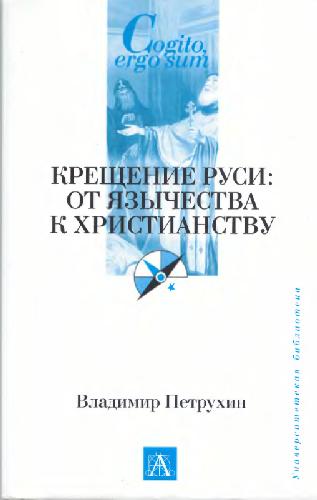 Cogito,
ergo sum
КРЕЩЕНИЕ РУСИ:
ОТ ЯЗЫЧЕСТВА
К ХРИСТИАНСТВУ
Владимир Петрухин
Университетская библиотека